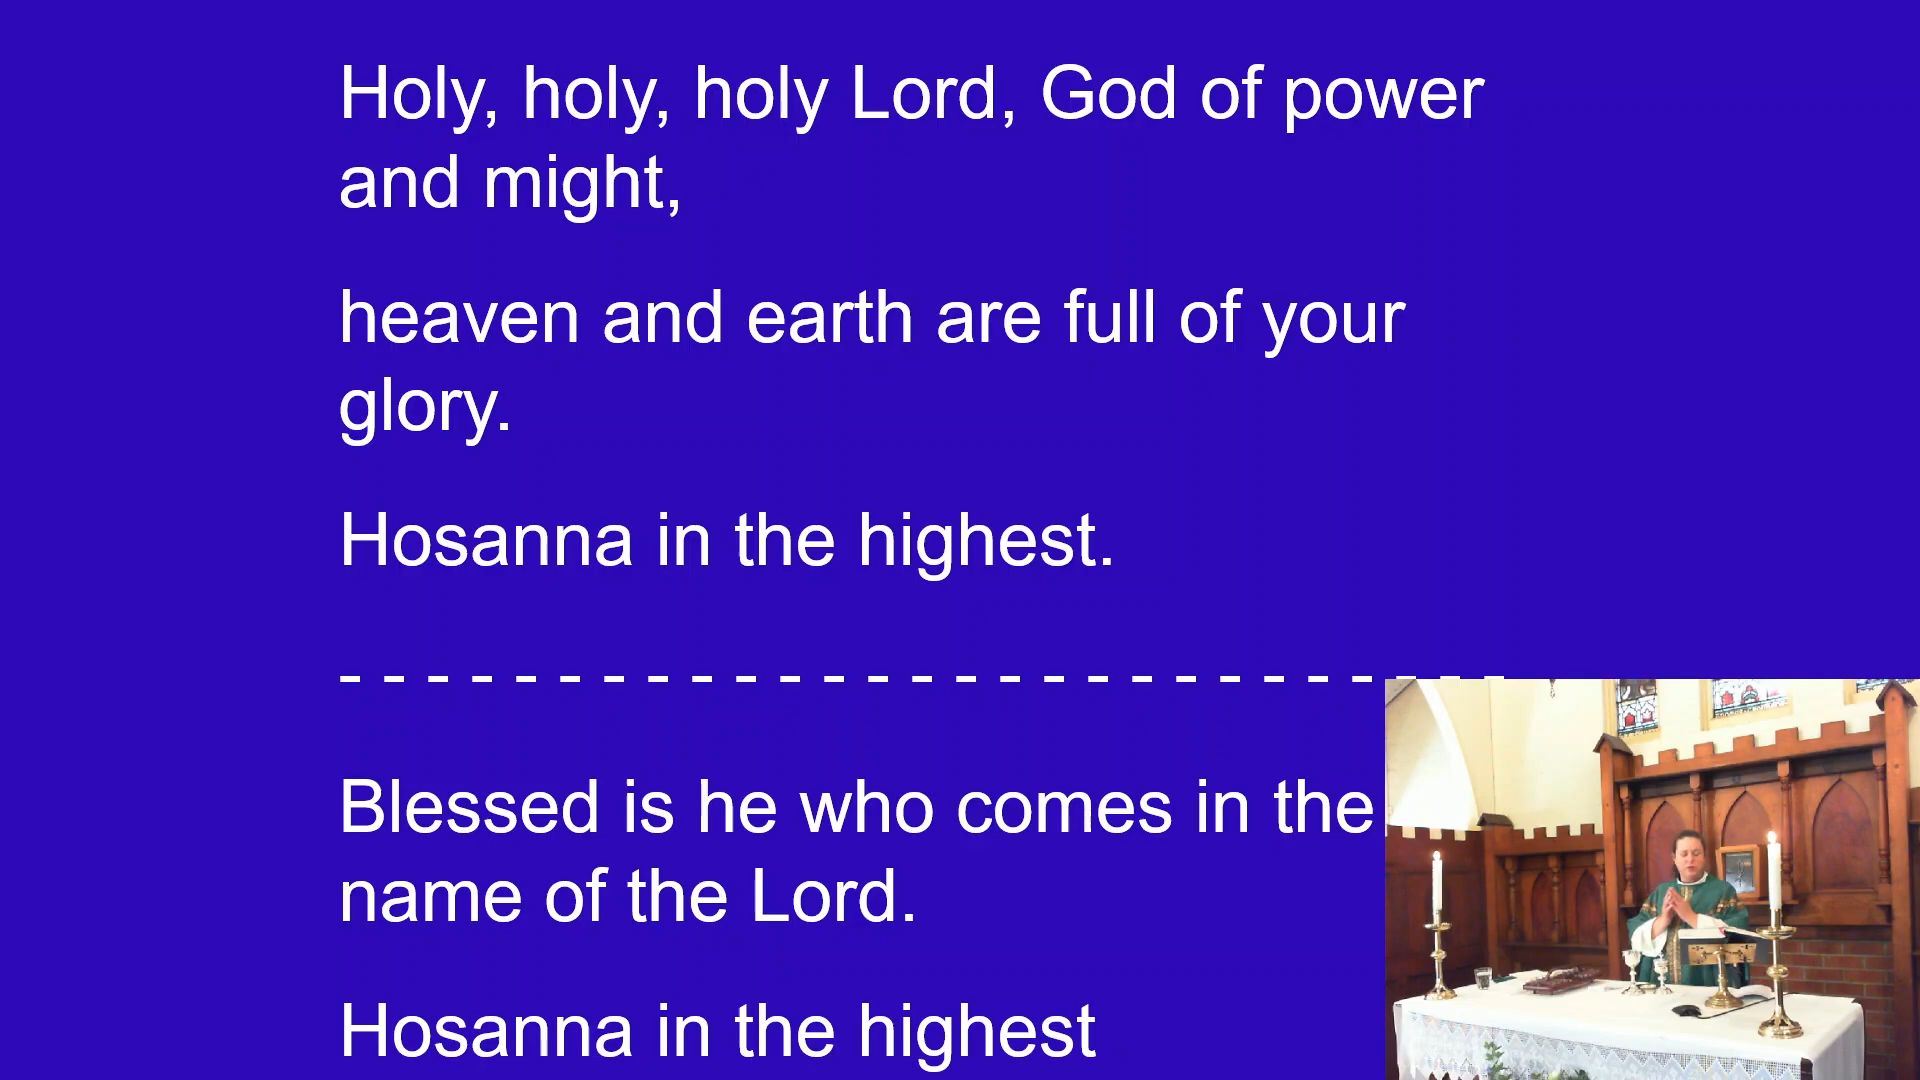 Holy, holy, holy Lord, God of power
and might,
heaven and earth are full of your
glory.
Hosanna in the highest.
- - - - - - - - - - - - - - - - - - - - - - - - - - -
Blessed is he who comes in the
name of the Lord.
Hosanna in the highest